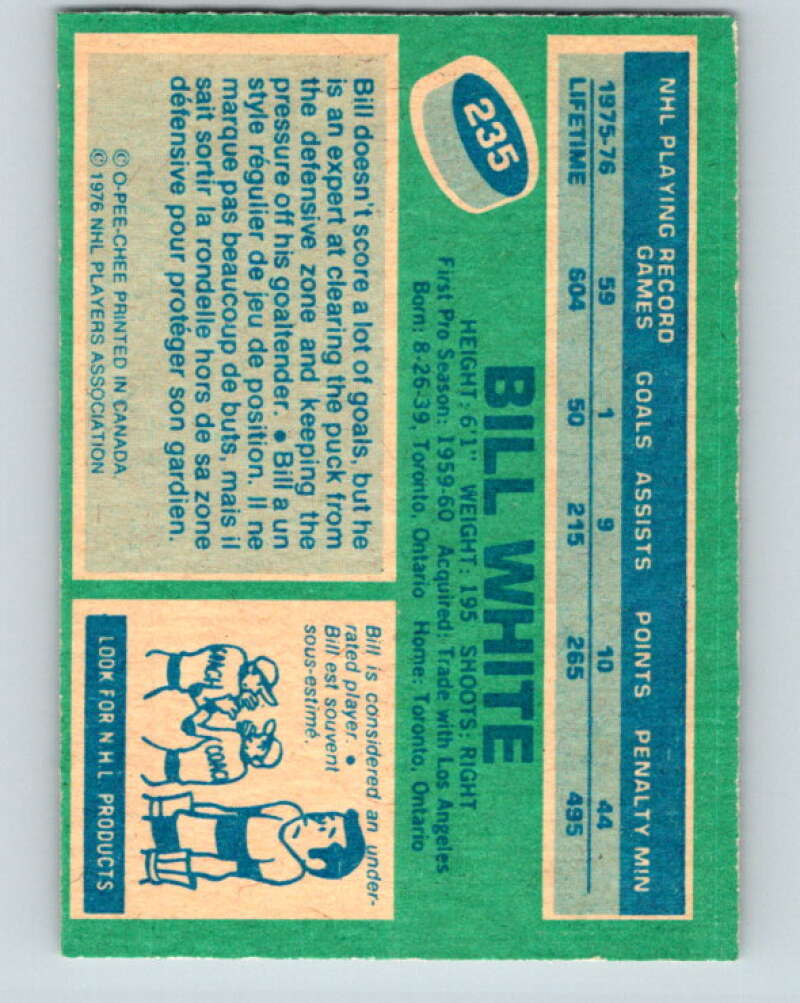 NHL PLAYING RECORD
GAMES GOALS ASSISTS POINTS PENALTY MIN
1975-76 59 1 9 10 44
LIFETIME 604 50 215 265 495
235
BILL WHITE
HEIGHT: 6'1" WEIGHT: 195 SHOOTS: RIGHT
First Pro Season: 1959-60 Acquired: Trade with Los Angeles
Born: 8-26-39, Toronto, Ontario Home: Toronto, Ontario
Bill doesn't score a lot of goals, but he
is an expert at clearing the puck from
the defensive zone and keeping the
pressure off his goaltender. ● Bill a un
style régulier de jeu de position. Il ne
marque pas beaucoup de buts, mais il
sait sortir la rondelle hors de sa zone
défensive pour protéger son gardien.
© O-PEE-CHEE PRINTED IN CANADA.
© 1976 NHL PLAYERS ASSOCIATION
Bill is considered an under-
rated player. ●
Bill est souvent
sous-estimé.
COACH
COACH
LOOK FOR N.H.L PRODUCTS